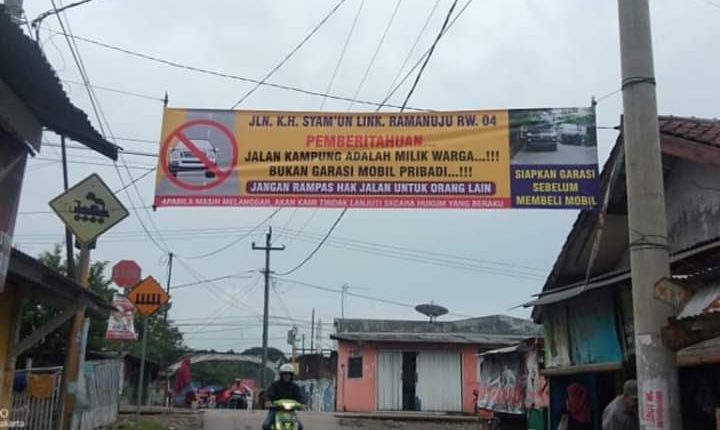 JLN. K.H. SYAM'UN LINK. RAMANUJU RW. 04
PEMBERITAHUAN...
JALAN KAMPUNG ADALAH MILIK WARGA...!!!
BUKAN GARASI MOBIL PRIBADI...!!!
JANGAN RAMPAS HAK JALAN UNTUK ORANG LAIN
APABILA MASIH MELANGGAR, AKAN KAMI TINDAK LANJUTI SECARA HUKUM YANG BERAKU
SIAPKAN GARASI
SEBELUM
MEMBELI MOBIL